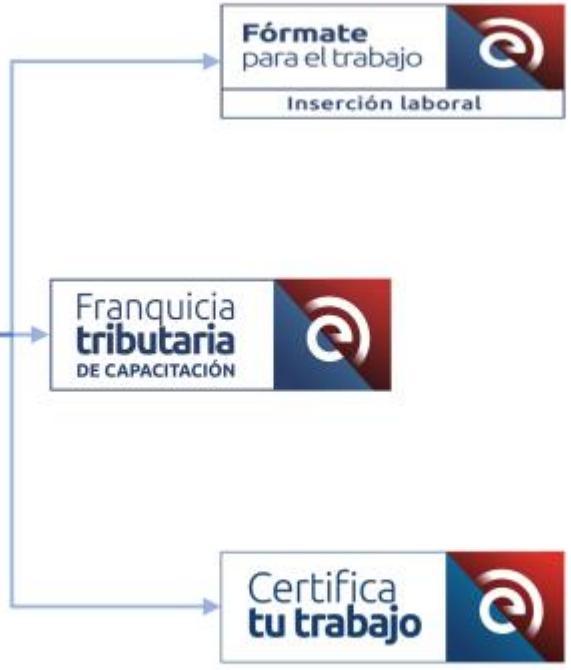 Fórmate
para el trabajo
Inserción laboral
Franquicia
tributaria
DE CAPACITACIÓN
Certifica
tu trabajo